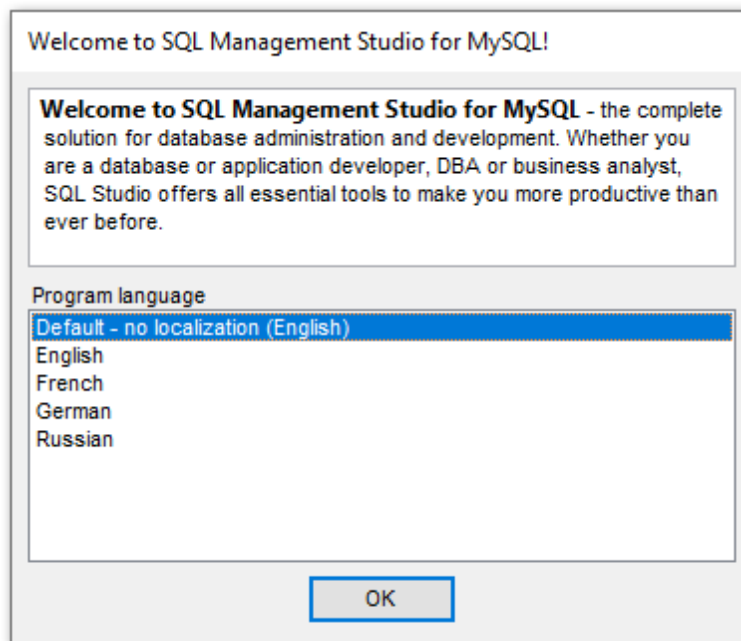 Welcome to SQL Management Studio for MySQL!
Welcome to SQL Management Studio for MySQL - the complete
solution for database administration and development. Whether you
are a database or application developer, DBA or business analyst,
SQL Studio offers all essential tools to make you more productive than
ever before.
Program language
Default - no localization (English)
English
French
German
Russian
OK